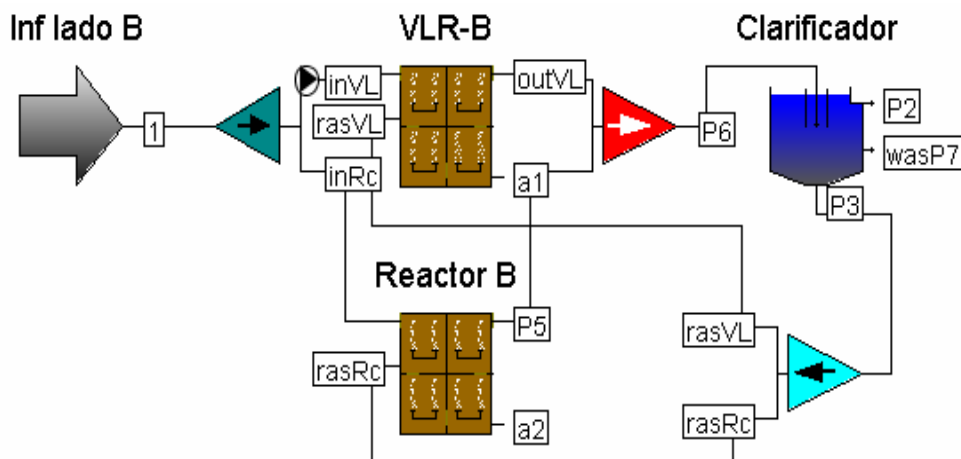 Inf lado B
VLR-B
Clarificador
1
inVL
rasVL
inRc
outVL
a1
P6
P2
wasP7
P3
Reactor B
rasRc
P5
a2
rasVL
rasRc